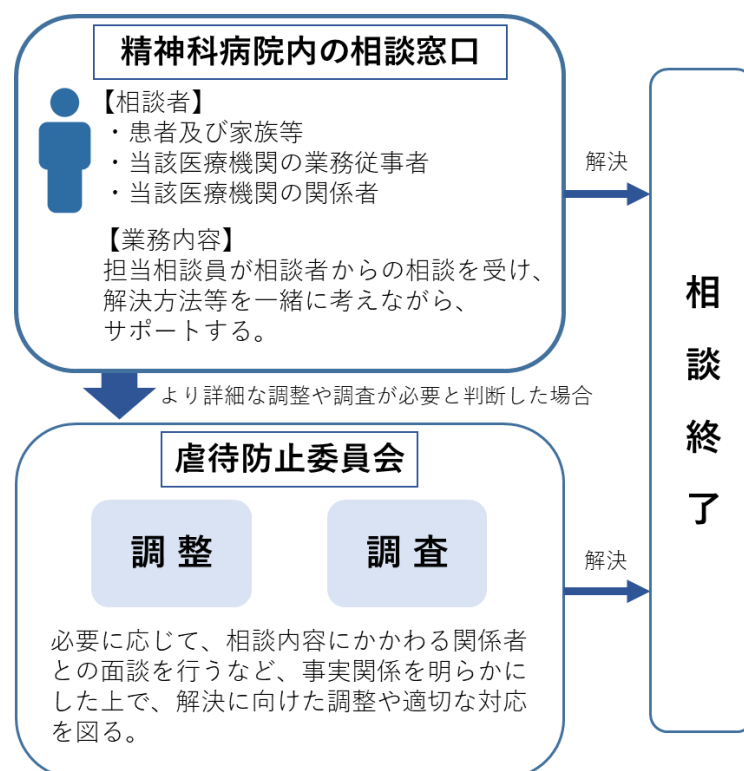 精神科病院内の相談窓口
【相談者】
・患者及び家族等
・当該医療機関の業務従事者
・当該医療機関の関係者
【業務内容】
担当相談員が相談者からの相談を受け、
解決方法等を一緒に考えながら、
サポートする。
解決
より詳細な調整や調査が必要と判断した場合
虐待防止委員会
調整
調査
必要に応じて、相談内容にかかわる関係者
との面談を行うなど、事実関係を明らかに
した上で、解決に向けた調整や適切な対応
を図る。
解決
相談終了